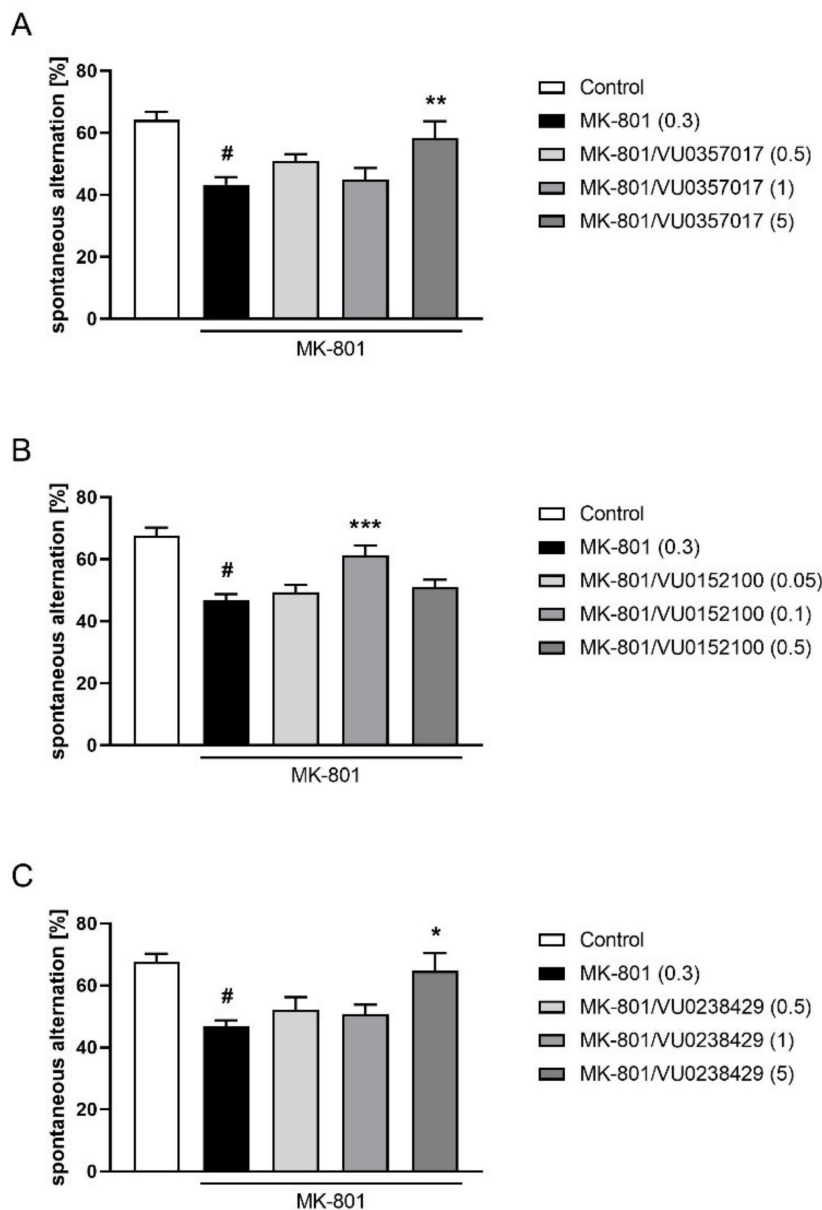 A
spontaneous alternation [%]
80
60
40
20
0
#
**
MK-801
Control
MK-801 (0.3)
MK-801/VU0357017 (0.5)
MK-801/VU0357017 (1)
MK-801/VU0357017 (5)
B
spontaneous alternation [%]
80
60
40
20
0
#
***
MK-801
Control
MK-801 (0.3)
MK-801/VU0152100 (0.05)
MK-801/VU0152100 (0.1)
MK-801/VU0152100 (0.5)
C
spontaneous alternation [%]
80
60
40
20
0
#
*
MK-801
Control
MK-801 (0.3)
MK-801/VU0238429 (0.5)
MK-801/VU0238429 (1)
MK-801/VU0238429 (5)